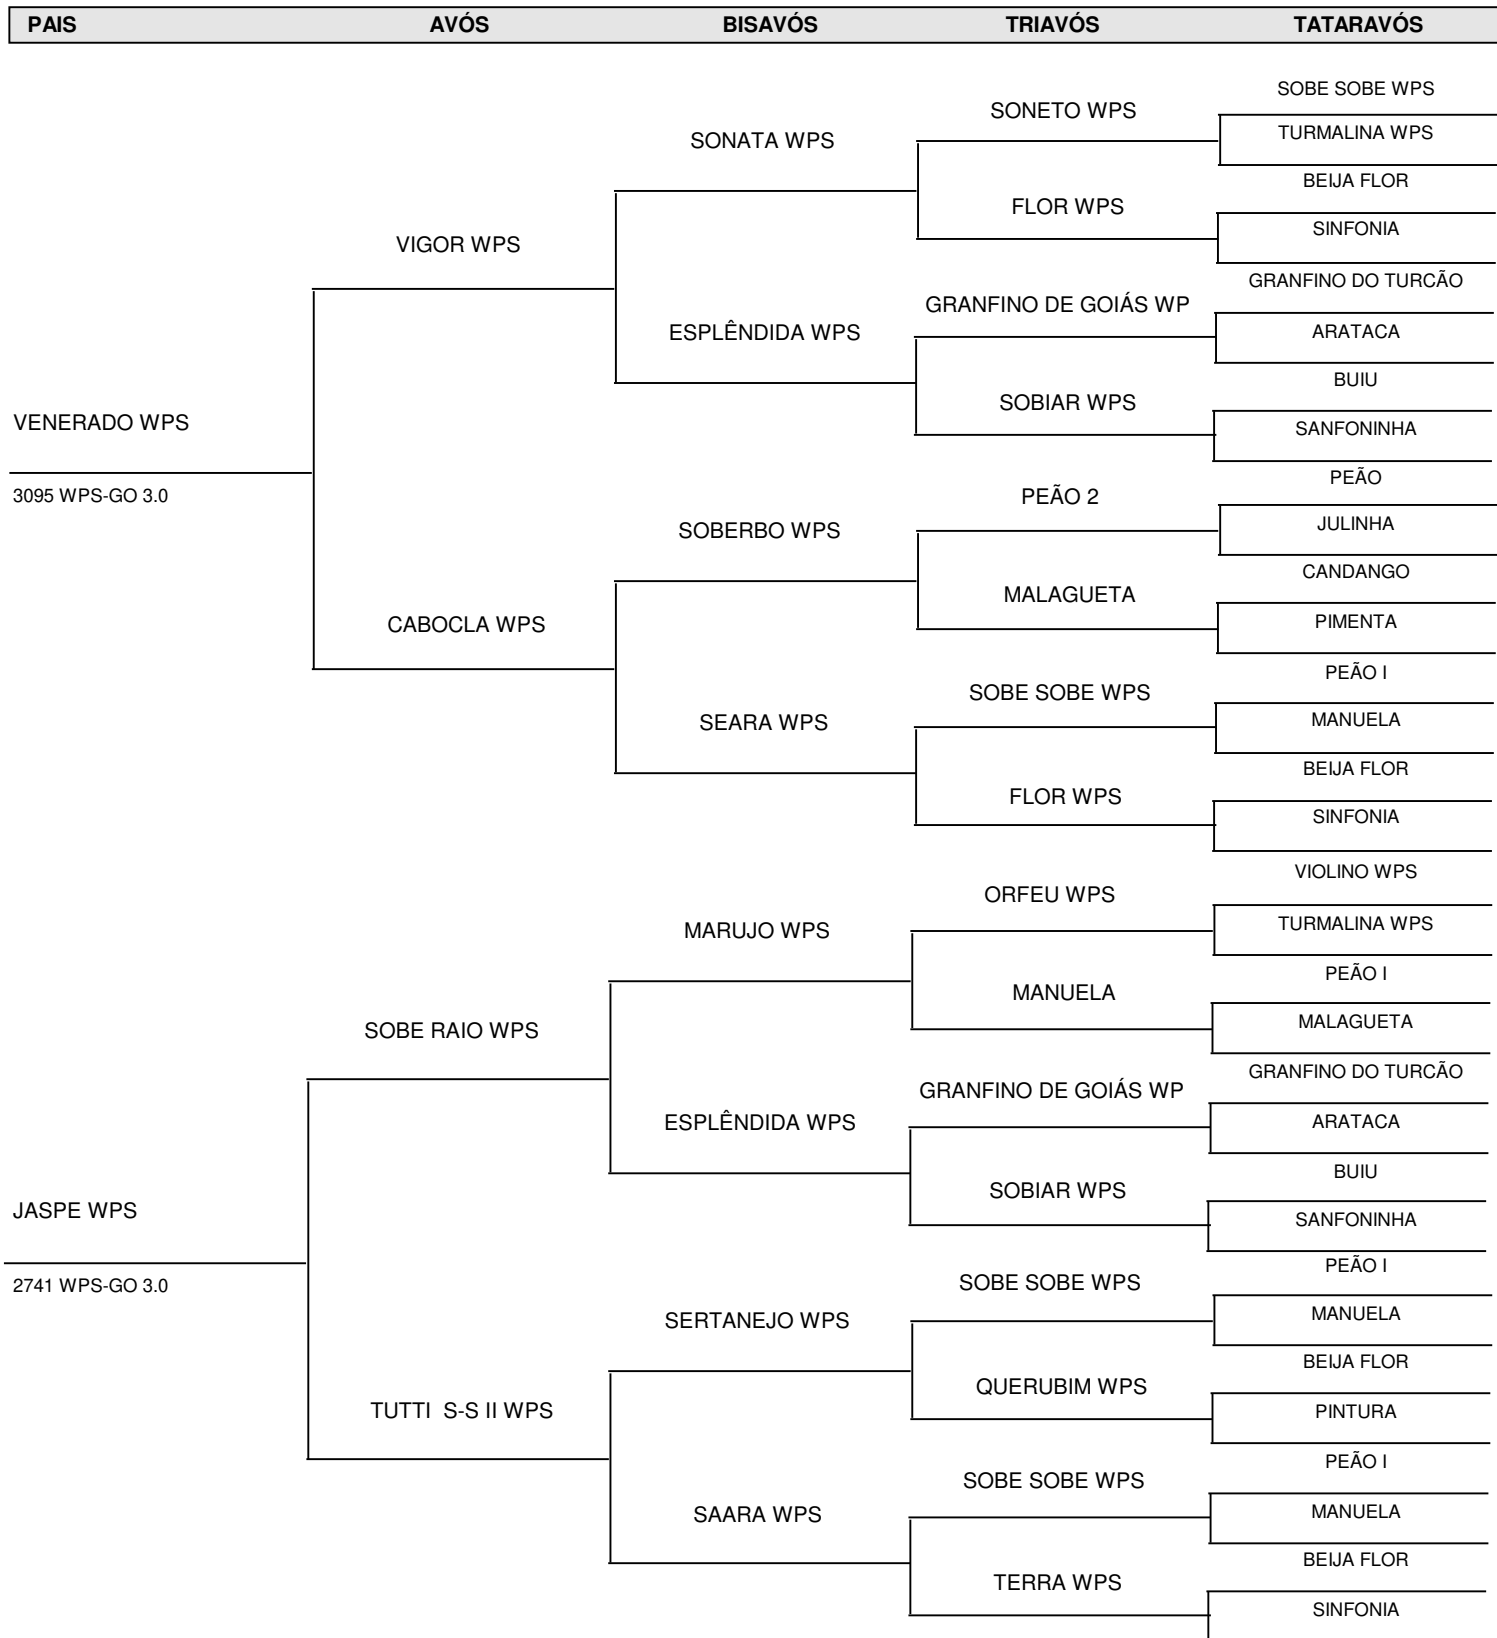 PAIS AVÓS BISAVÓS TRIAVÓS TATARAVÓS
SOBE SOBE WPS
SONETO WPS
TURMALINA WPS
SONATA WPS
BEIJA FLOR
FLOR WPS
SINFONIA
VIGOR WPS
GRANFINO DO TURCÃO
GRANFINO DE GOIÁS WP
ARATACA
ESPLÊNDIDA WPS
BUIU
SOBIAR WPS
VENERADO WPS
SANFONINHA
PEÃO
3095 WPS-GO 3.0
PEÃO 2
JULINHA
SOBERBO WPS
CANDANGO
MALAGUETA
PIMENTA
CABOCLA WPS
PEÃO I
SOBE SOBE WPS
MANUELA
SEARA WPS
BEIJA FLOR
FLOR WPS
SINFONIA
VIOLINO WPS
ORFEU WPS
TURMALINA WPS
MARUJO WPS
PEÃO I
MANUELA
MALAGUETA
SOBE RAIO WPS
GRANFINO DO TURCÃO
GRANFINO DE GOIÁS WP
ARATACA
ESPLÊNDIDA WPS
BUIU
SOBIAR WPS
JASPE WPS
SANFONINHA
PEÃO I
2741 WPS-GO 3.0
SOBE SOBE WPS
MANUELA
SERTANEJO WPS
BEIJA FLOR
QUERUBIM WPS
TUTTI S-S II WPS
PINTURA
PEÃO I
SOBE SOBE WPS
MANUELA
SAARA WPS
BEIJA FLOR
TERRA WPS
SINFONIA